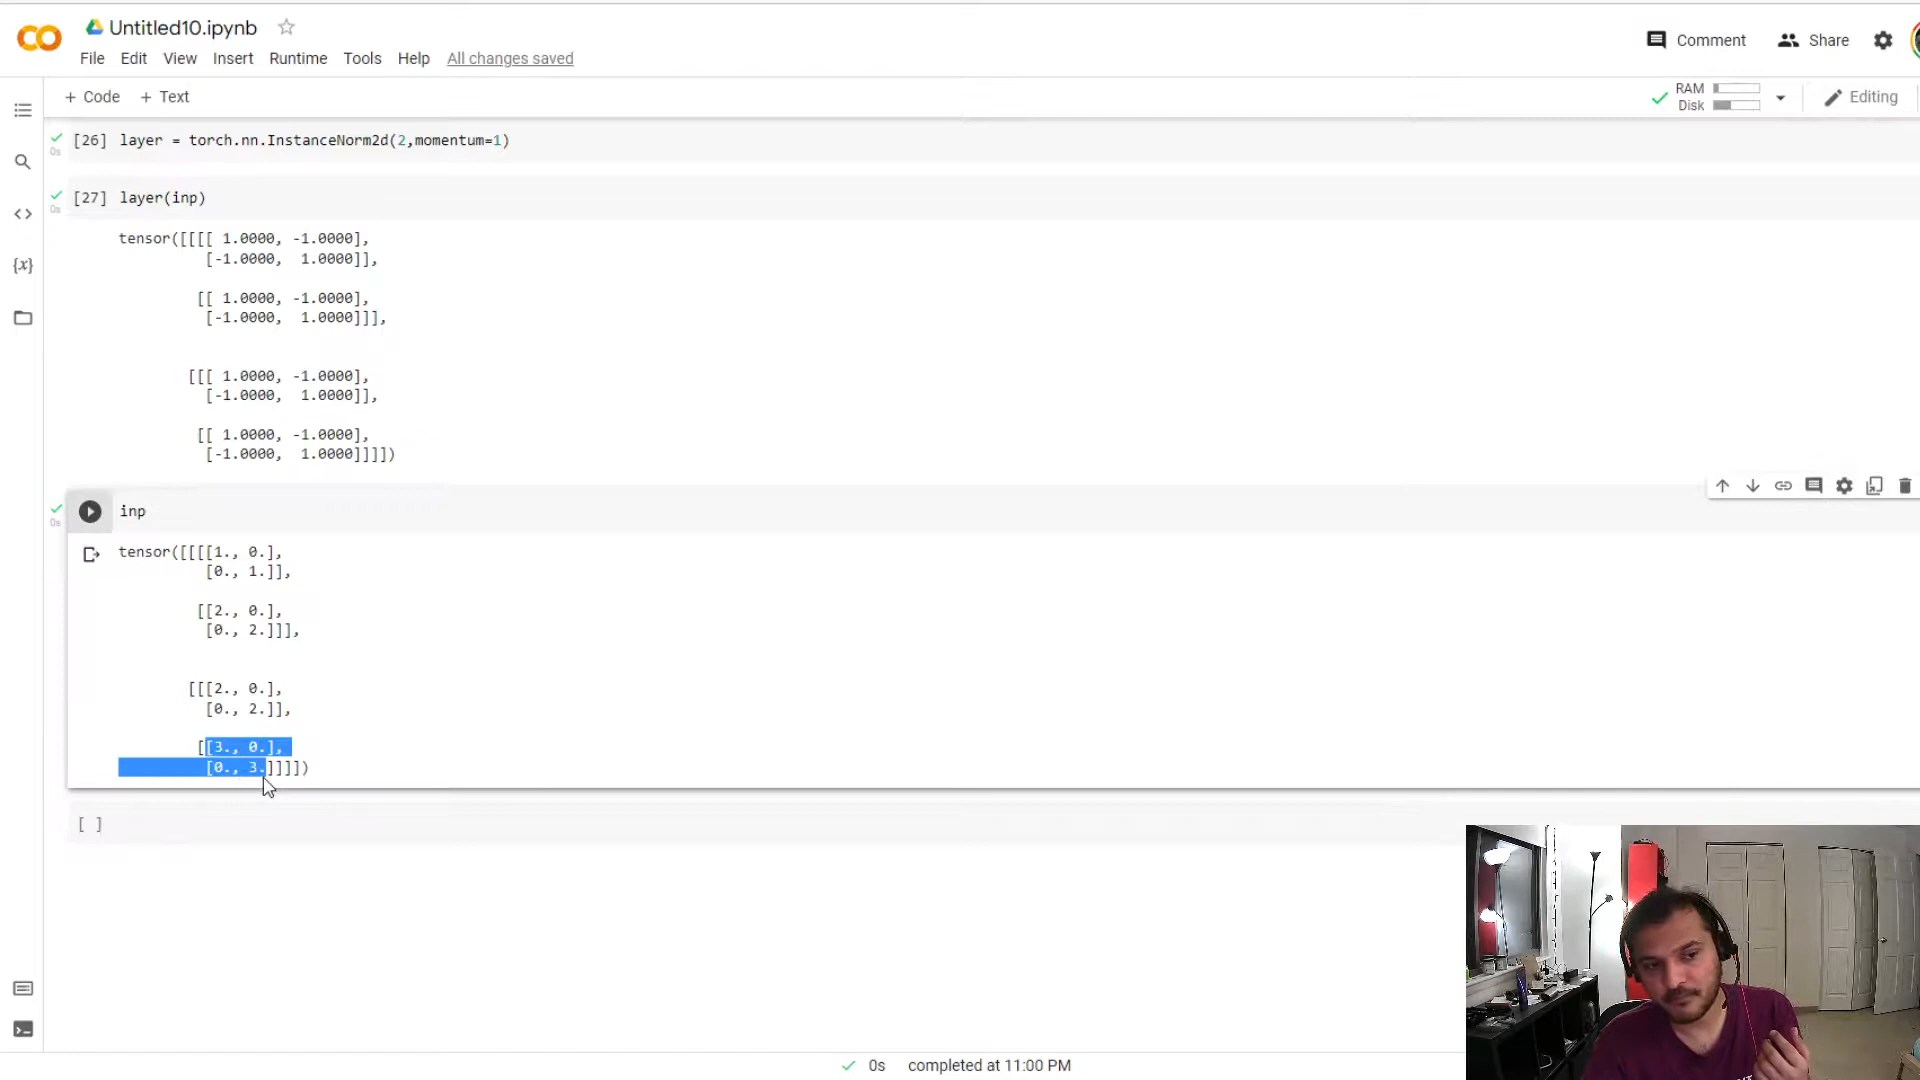 Untitled10.ipynb
File Edit View Insert Runtime Tools Help All changes saved
Comment Share
+ Code + Text
RAM
Disk
Editing
[26] layer = torch.nn.InstanceNorm2d(2,momentum=1)
0s
[27] layer(inp)
0s
tensor([[[[ 1.0000, -1.0000],
[-1.0000, 1.0000]],
[[ 1.0000, -1.0000],
[-1.0000, 1.0000]]],
[[[ 1.0000, -1.0000],
[-1.0000, 1.0000]],
[[ 1.0000, -1.0000],
[-1.0000, 1.0000]]]])
inp
0s
tensor([[[[1., 0.],
[0., 1.]],
[[2., 0.],
[0., 2.]]],
[[[2., 0.],
[0., 2.]],
[[3., 0.],
[0., 3.]]]])
[ ]
0s completed at 11:00 PM